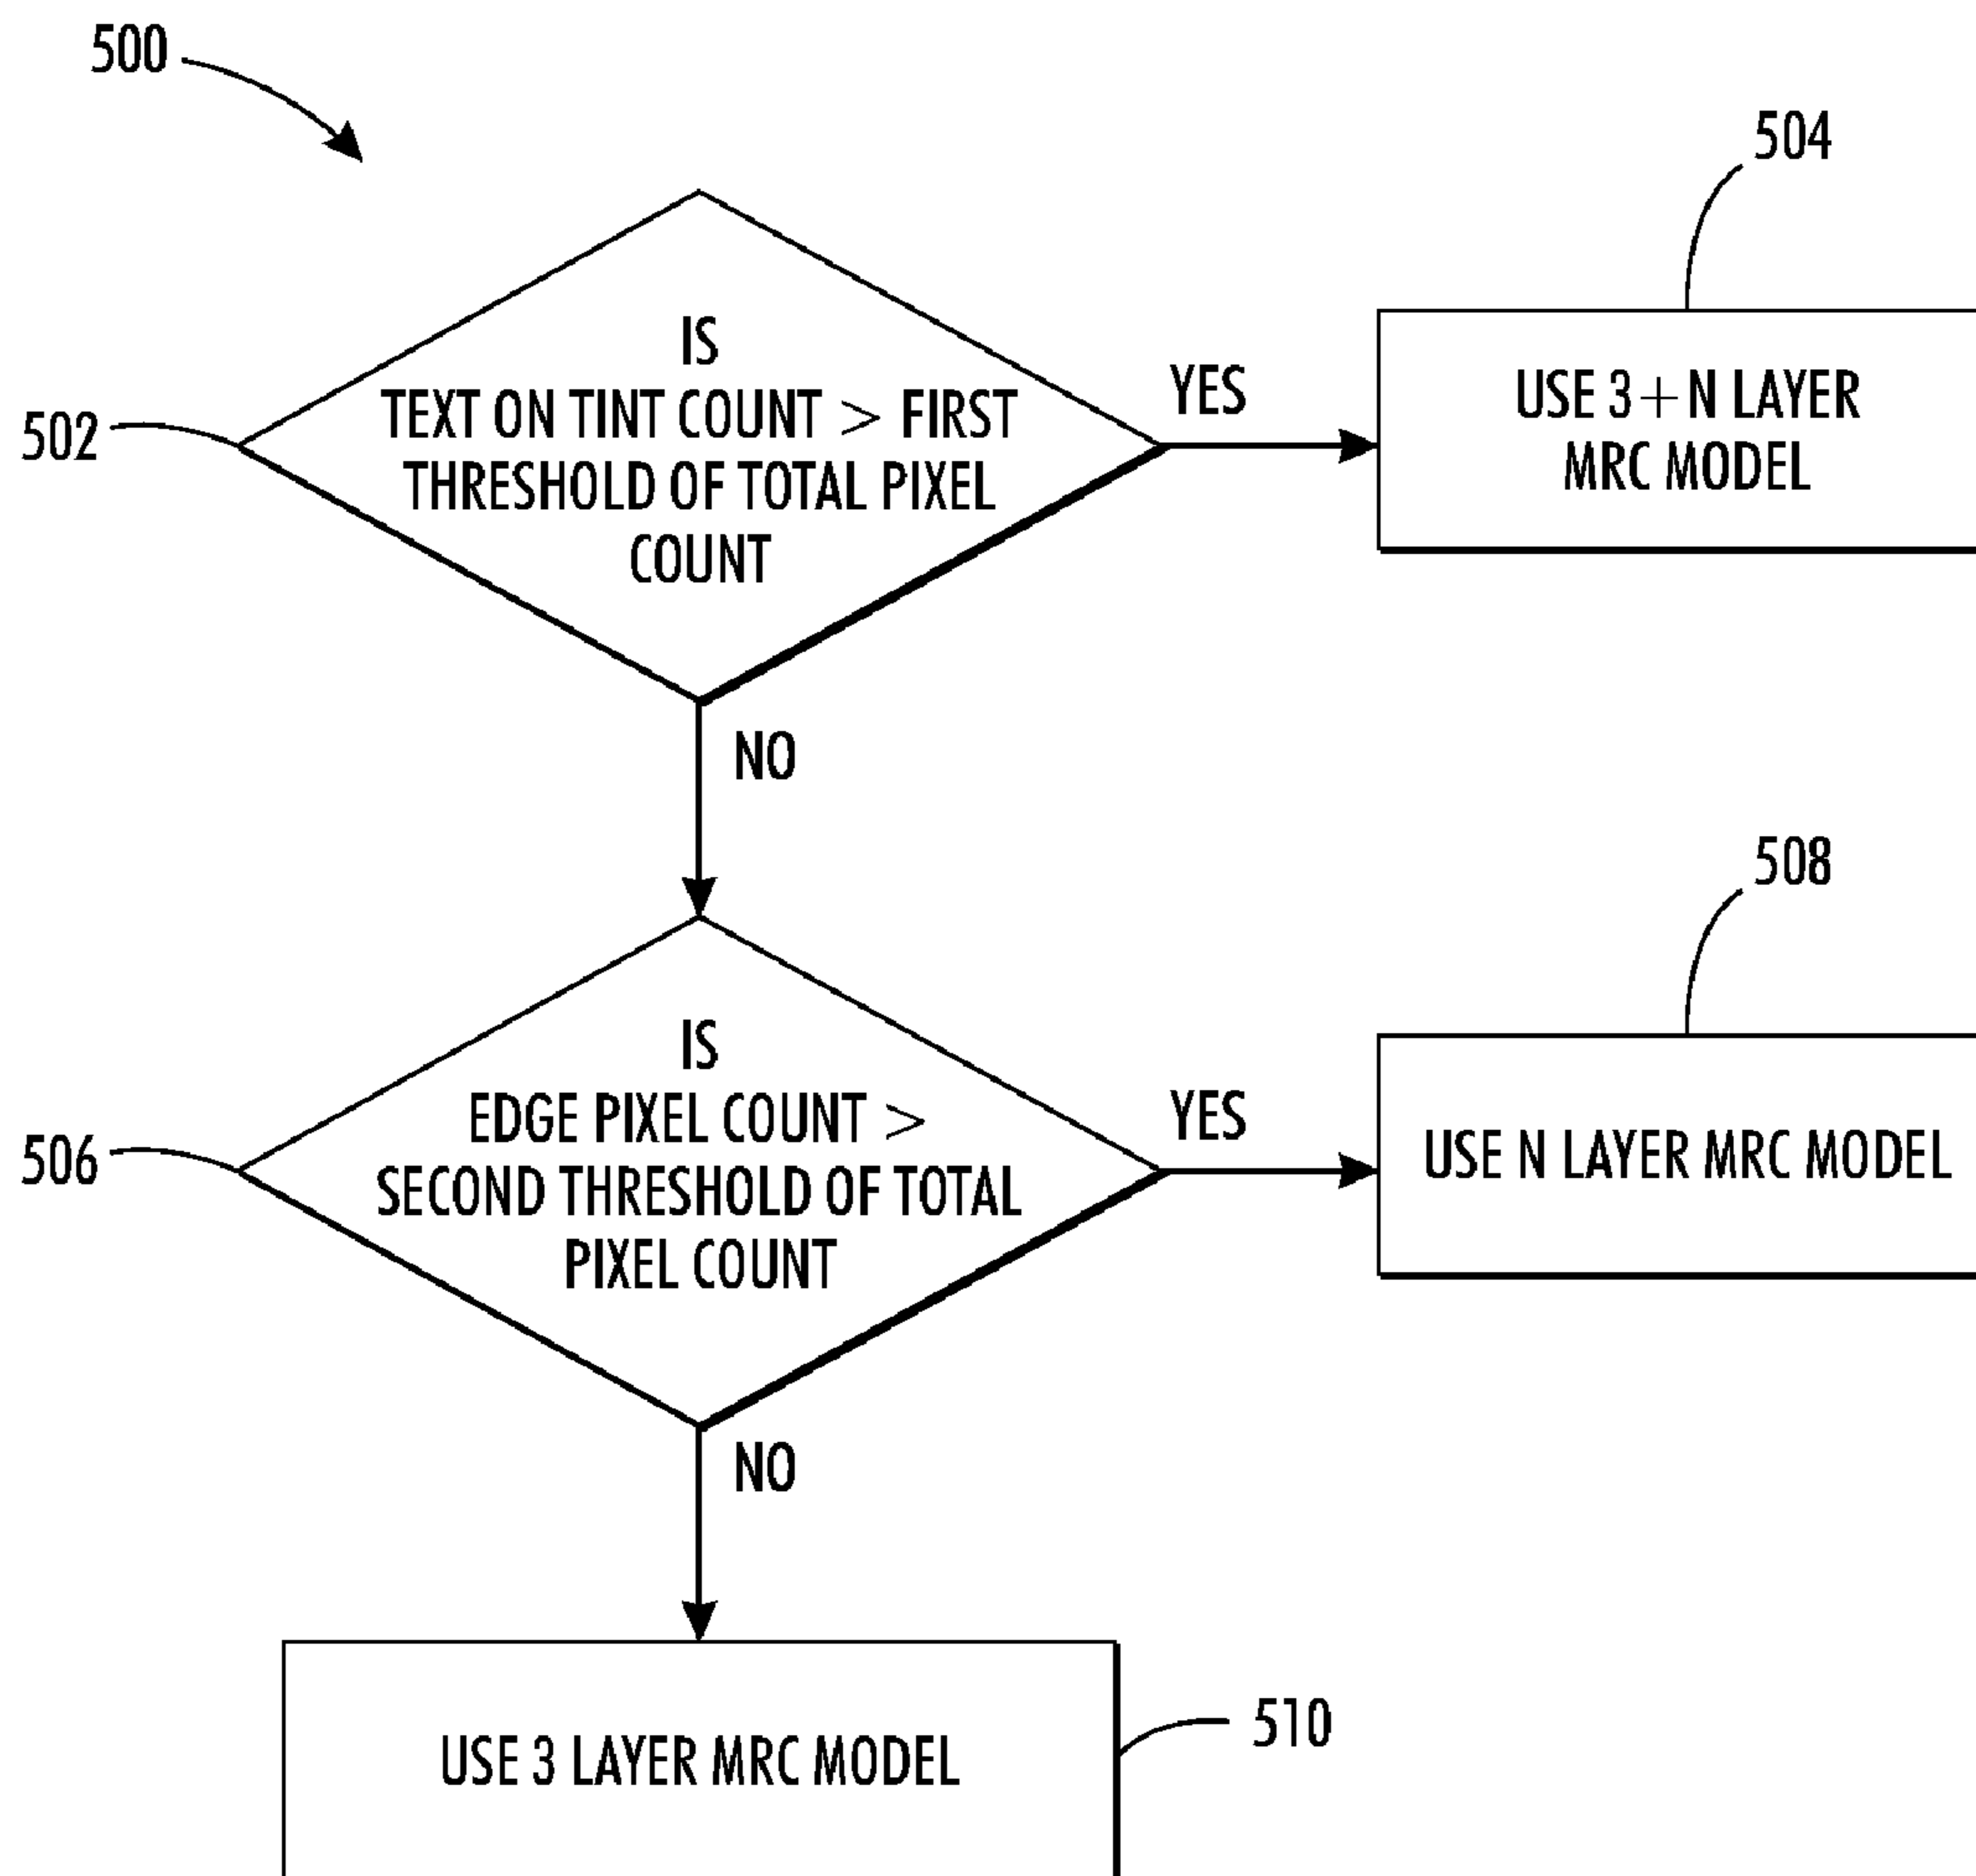 500
504
IS
TEXT ON TINT COUNT > FIRST
THRESHOLD OF TOTAL PIXEL
COUNT
502
YES
USE 3+N LAYER
MRC MODEL
NO
508
IS
EDGE PIXEL COUNT >
SECOND THRESHOLD OF TOTAL
PIXEL COUNT
506
YES
USE N LAYER MRC MODEL
NO
USE 3 LAYER MRC MODEL
510